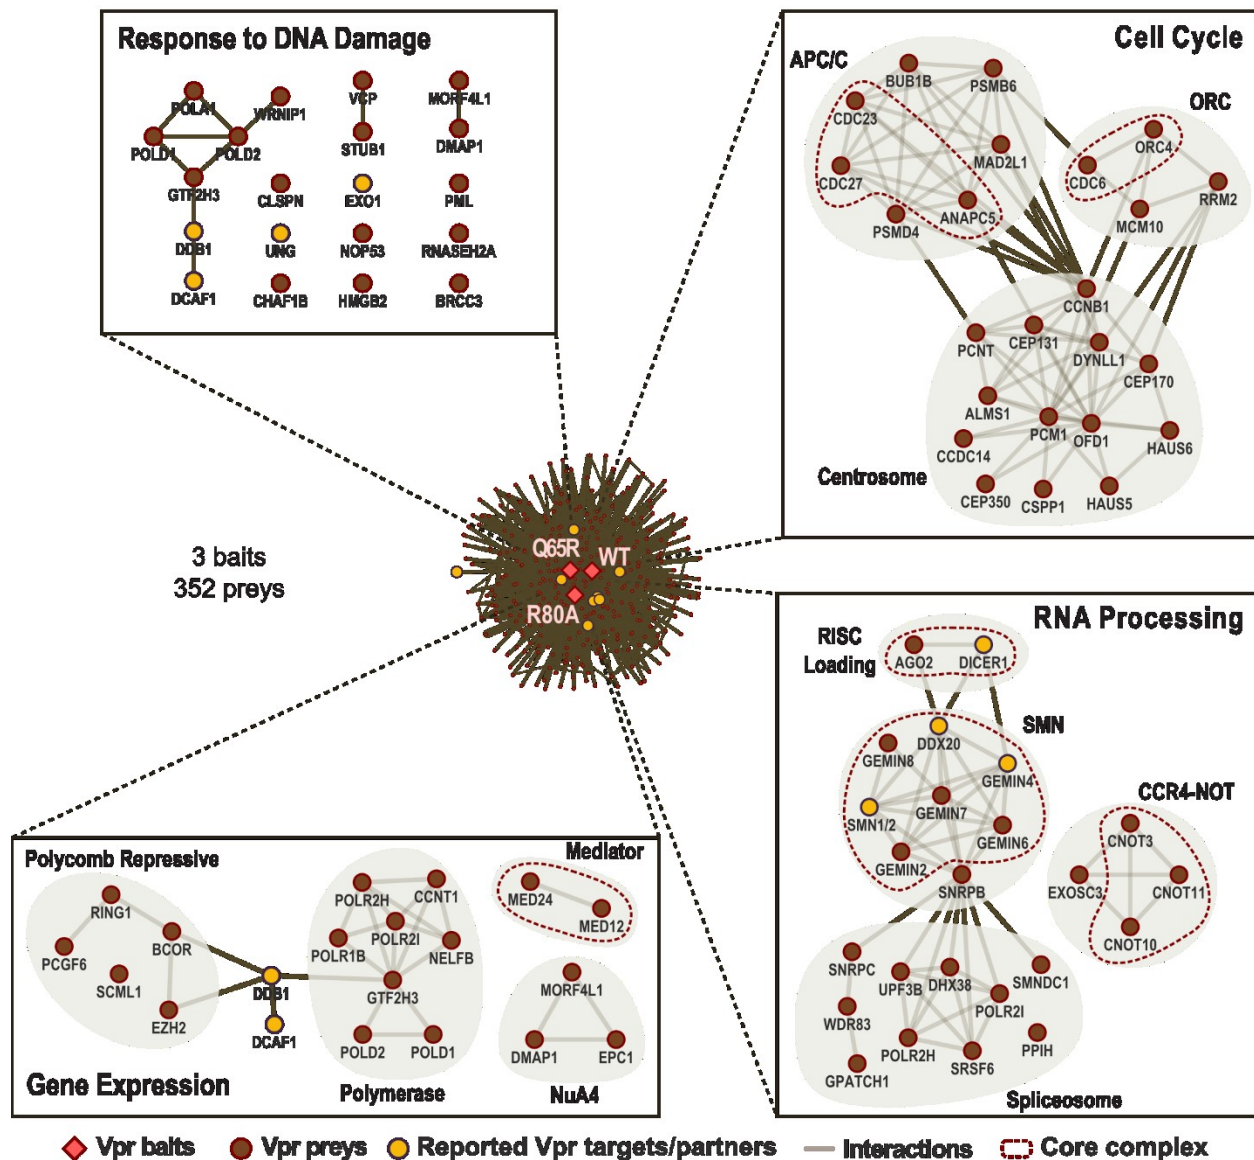 Response to DNA Damage
POLA1
WRNIP1
VCP
MORF4L1
POLD1
POLD2
STUB1
DMAP1
GTF2H3
CLSPN
EXO1
PML
DDB1
UNG
NOP53
RNASEH2A
DCAF1
CHAF1B
HMGB2
BRCC3
Cell Cycle
APC/C
BUB1B
PSMB6
ORC
CDC23
ORC4
MAD2L1
CDC27
CDC6
ANAPC5
RRM2
PSMD4
MCM10
CCNB1
PCNT
CEP131
DYNLL1
CEP170
ALMS1
PCM1
OFD1
HAUS6
CCDC14
Centrosome
CEP350
CSPP1
HAUS5
3 baits
352 preys
Q65R
WT
R80A
RNA Processing
RISC
Loading
AGO2
DICER1
SMN
DDX20
GEMIN8
GEMIN4
CCR4-NOT
SMN1/2
GEMIN7
CNOT3
GEMIN6
GEMIN2
SNRPB
EXOSC3
CNOT11
CNOT10
SNRPC
UPF3B
DHX38
SMNDC1
POLR2I
WDR83
PPIH
POLR2H
SRSF6
GPATCH1
Spliceosome
Polycomb Repressive
Mediator
RING1
POLR2H
CCNT1
MED24
BCOR
POLR2I
MED12
PCGF6
POLR1B
NELFB
SCML1
DDB1
GTF2H3
MORF4L1
EZH2
DCAF1
POLD2
POLD1
DMAP1
EPC1
Gene Expression
Polymerase
NuA4
Vpr baits
Vpr preys
Reported Vpr targets/partners
Interactions
Core complex